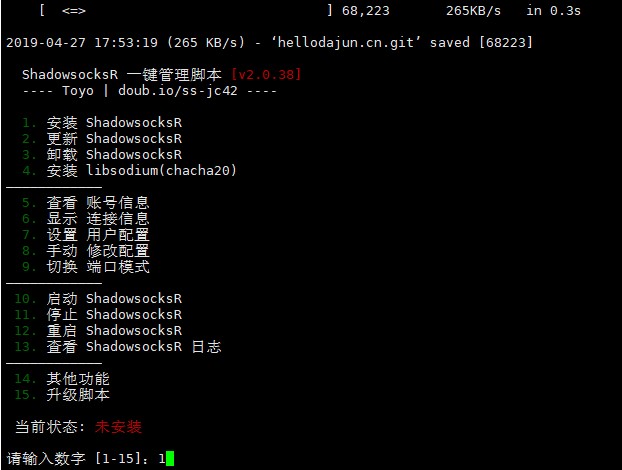 [ <=> ] 68,223 265KB/s in 0.3s
2019-04-27 17:53:19 (265 KB/s) - ‘hellodajun.cn.git’ saved [68223]
ShadowsocksR 一键管理脚本 [v2.0.38]
---- Toyo | doub.io/ss-jc42 ----
1. 安装 ShadowsocksR
2. 更新 ShadowsocksR
3. 卸载 ShadowsocksR
4. 安装 libsodium(chacha20)
————————————
5. 查看 账号信息
6. 显示 连接信息
7. 设置 用户配置
8. 手动 修改配置
9. 切换 端口模式
————————————
10. 启动 ShadowsocksR
11. 停止 ShadowsocksR
12. 重启 ShadowsocksR
13. 查看 ShadowsocksR 日志
————————————
14. 其他功能
15. 升级脚本
当前状态: 未安装
请输入数字 [1-15]：1